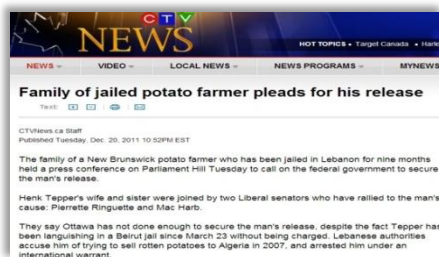 CTV
NEWS
HOT TOPICS • Target Canada • Harle
NEWS
VIDEO
LOCAL NEWS
NEWS PROGRAMS
MYNEWS
Family of jailed potato farmer pleads for his release
Text:
CTVNews.ca Staff
Published Tuesday, Dec. 20, 2011 10:52PM EST
The family of a New Brunswick potato farmer who has been jailed in Lebanon for nine months
held a press conference on Parliament Hill Tuesday to call on the federal government to secure
the man's release.
Henk Tepper's wife and sister were joined by two Liberal senators who have rallied to the man's
cause: Pierrette Ringuette and Mac Harb.
They say Ottawa has not done enough to secure the man's release, despite the fact Tepper has
been languishing in a Beirut jail since March 23 without being charged. Lebanese authorities
accuse him of trying to sell rotten potatoes to Algeria in 2007, and arrested him under an
international warrant.